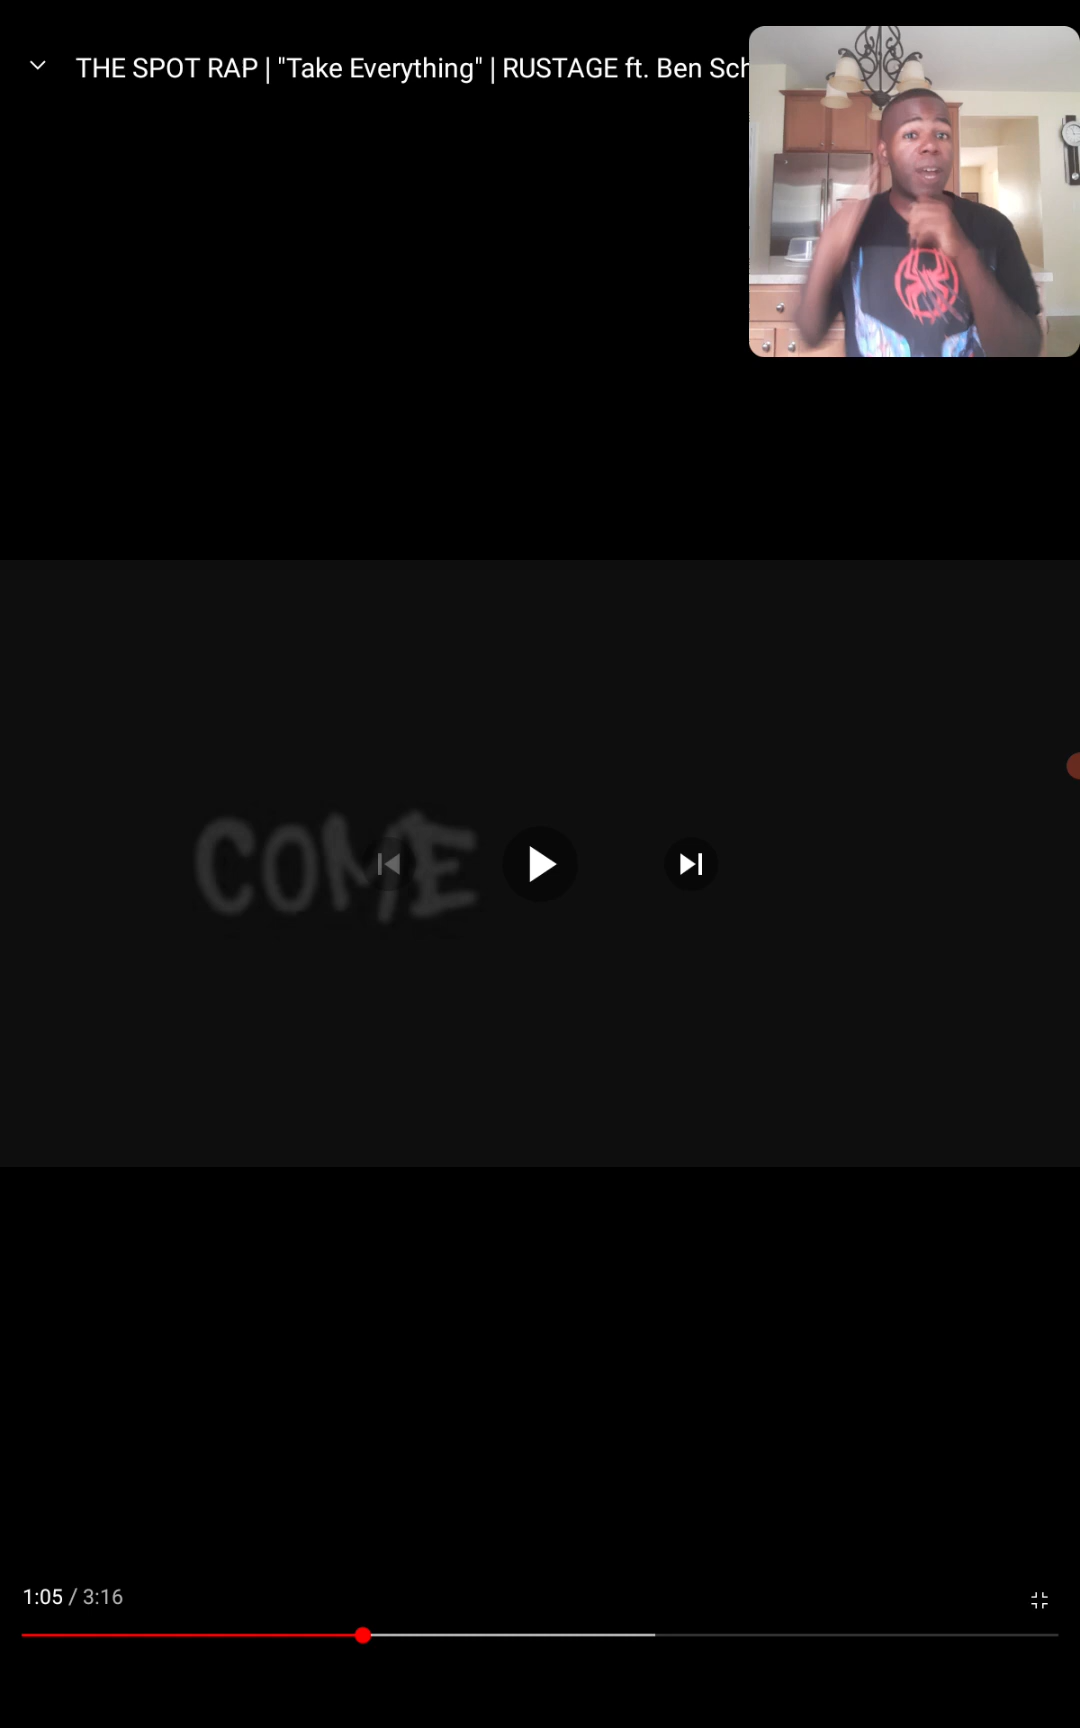 THE SPOT RAP | "Take Everything" | RUSTAGE ft. Ben Sch
COME
1:05 / 3:16